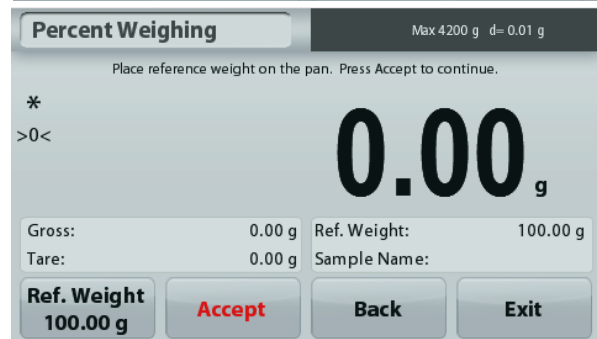 Percent Weighing
Max 4200 g d= 0.01 g
Place reference weight on the pan. Press Accept to continue.
*
>0<
0.00 g
Gross: 0.00 g Ref. Weight: 100.00 g
Tare: 0.00 g Sample Name:
Ref. Weight
100.00 g
Accept
Back
Exit